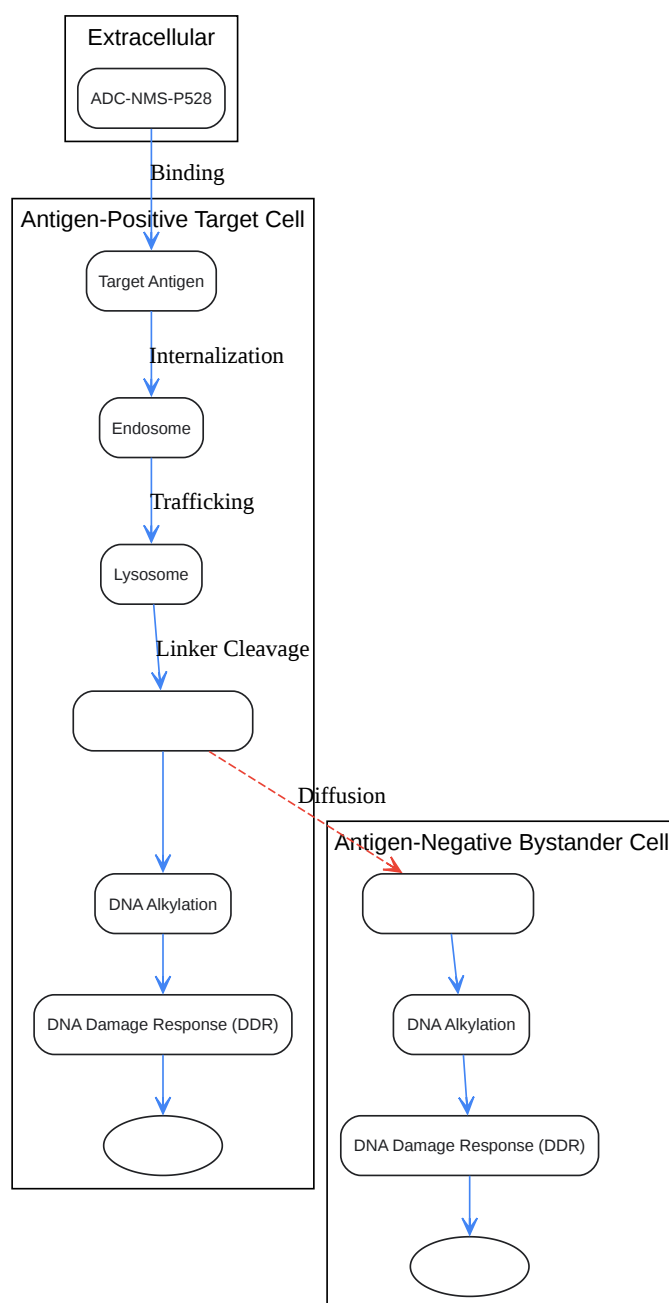 Extracellular
ADC-NMS-P528
Binding
Antigen-Positive Target Cell
Target Antigen
Internalization
Endosome
Trafficking
Lysosome
Linker Cleavage
Diffusion
Antigen-Negative Bystander Cell
DNA Alkylation
DNA Damage Response (DDR)
DNA Alkylation
DNA Damage Response (DDR)